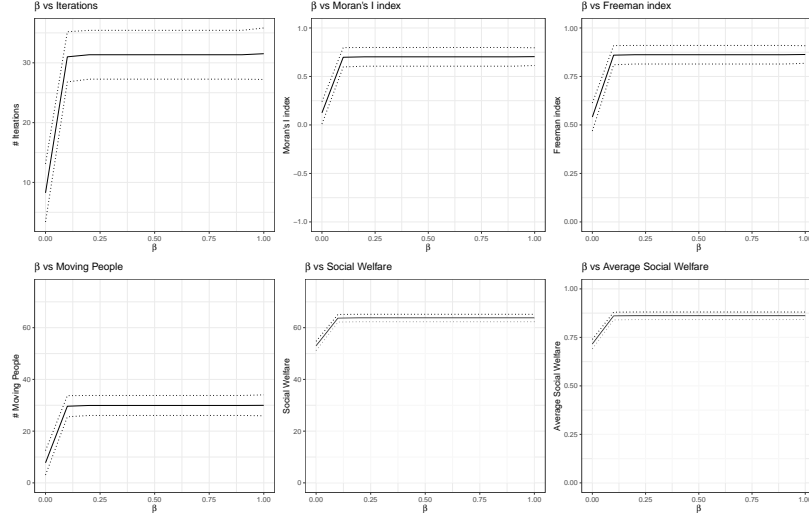 β vs Iterations
# Iterations
30
20
10
0.00 0.25 0.50 0.75 1.00
β
β vs Moran's I index
Moran's I index
1.0
0.5
0.0
−0.5
−1.0
0.00 0.25 0.50 0.75 1.00
β
β vs Freeman index
Freeman index
1.00
0.75
0.50
0.25
0.00
0.00 0.25 0.50 0.75 1.00
β
β vs Moving People
# Moving People
60
40
20
0
0.00 0.25 0.50 0.75 1.00
β
β vs Social Welfare
Social Welfare
60
40
20
0
0.00 0.25 0.50 0.75 1.00
β
β vs Average Social Welfare
Average Social Welfare
1.00
0.75
0.50
0.25
0.00
0.00 0.25 0.50 0.75 1.00
β